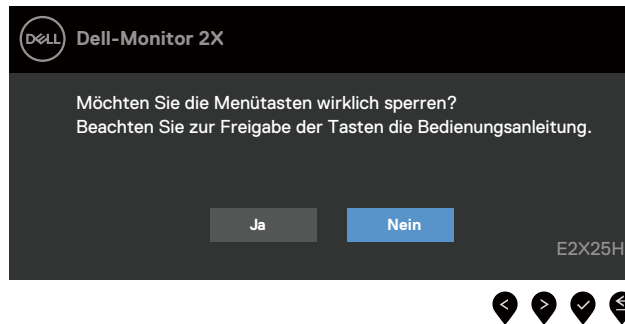 DELL Dell-Monitor 2X
Möchten Sie die Menütasten wirklich sperren?
Beachten Sie zur Freigabe der Tasten die Bedienungsanleitung.
Ja Nein
E2X25H